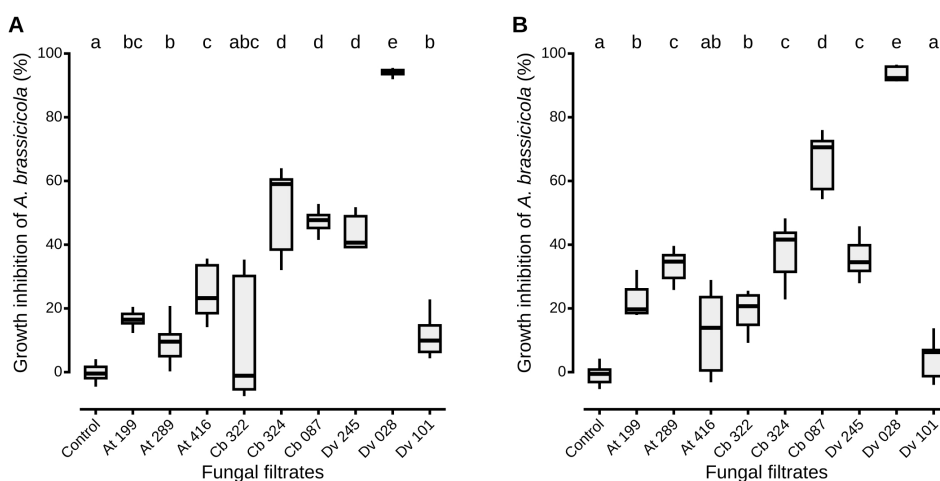 A
a bc b c abc d d d e b
Growth inhibition of A. brassicicola (%)
100
80
60
40
20
0
Control At 199 At 289 At 416 Cb 322 Cb 324 Cb 087 Dv 245 Dv 028 Dv 101
Fungal filtrates
B
a b c ab b c d c e a
Growth inhibition of A. brassicicola (%)
100
80
60
40
20
0
Control At 199 At 289 At 416 Cb 322 Cb 324 Cb 087 Dv 245 Dv 028 Dv 101
Fungal filtrates